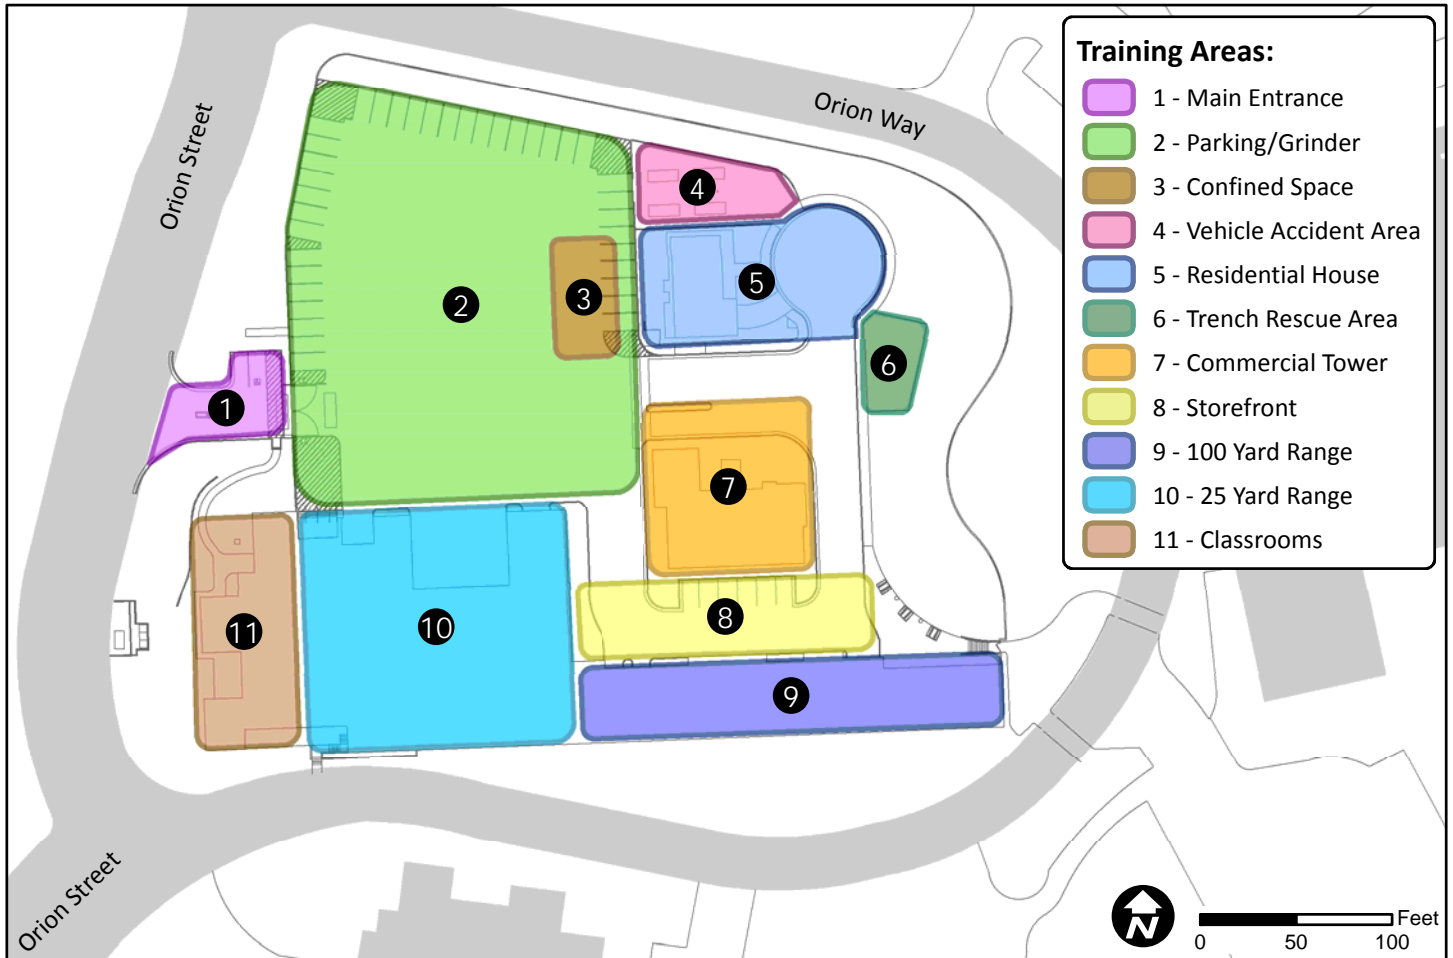 Training Areas:
1 - Main Entrance
2 - Parking/Grinder
3 - Confined Space
4 - Vehicle Accident Area
5 - Residential House
6 - Trench Rescue Area
7 - Commercial Tower
8 - Storefront
9 - 100 Yard Range
10 - 25 Yard Range
11 - Classrooms
Orion Way
Orion Street
4
5
3
2
6
1
7
8
10
11
9
Orion Street
N
Feet
0 50 100